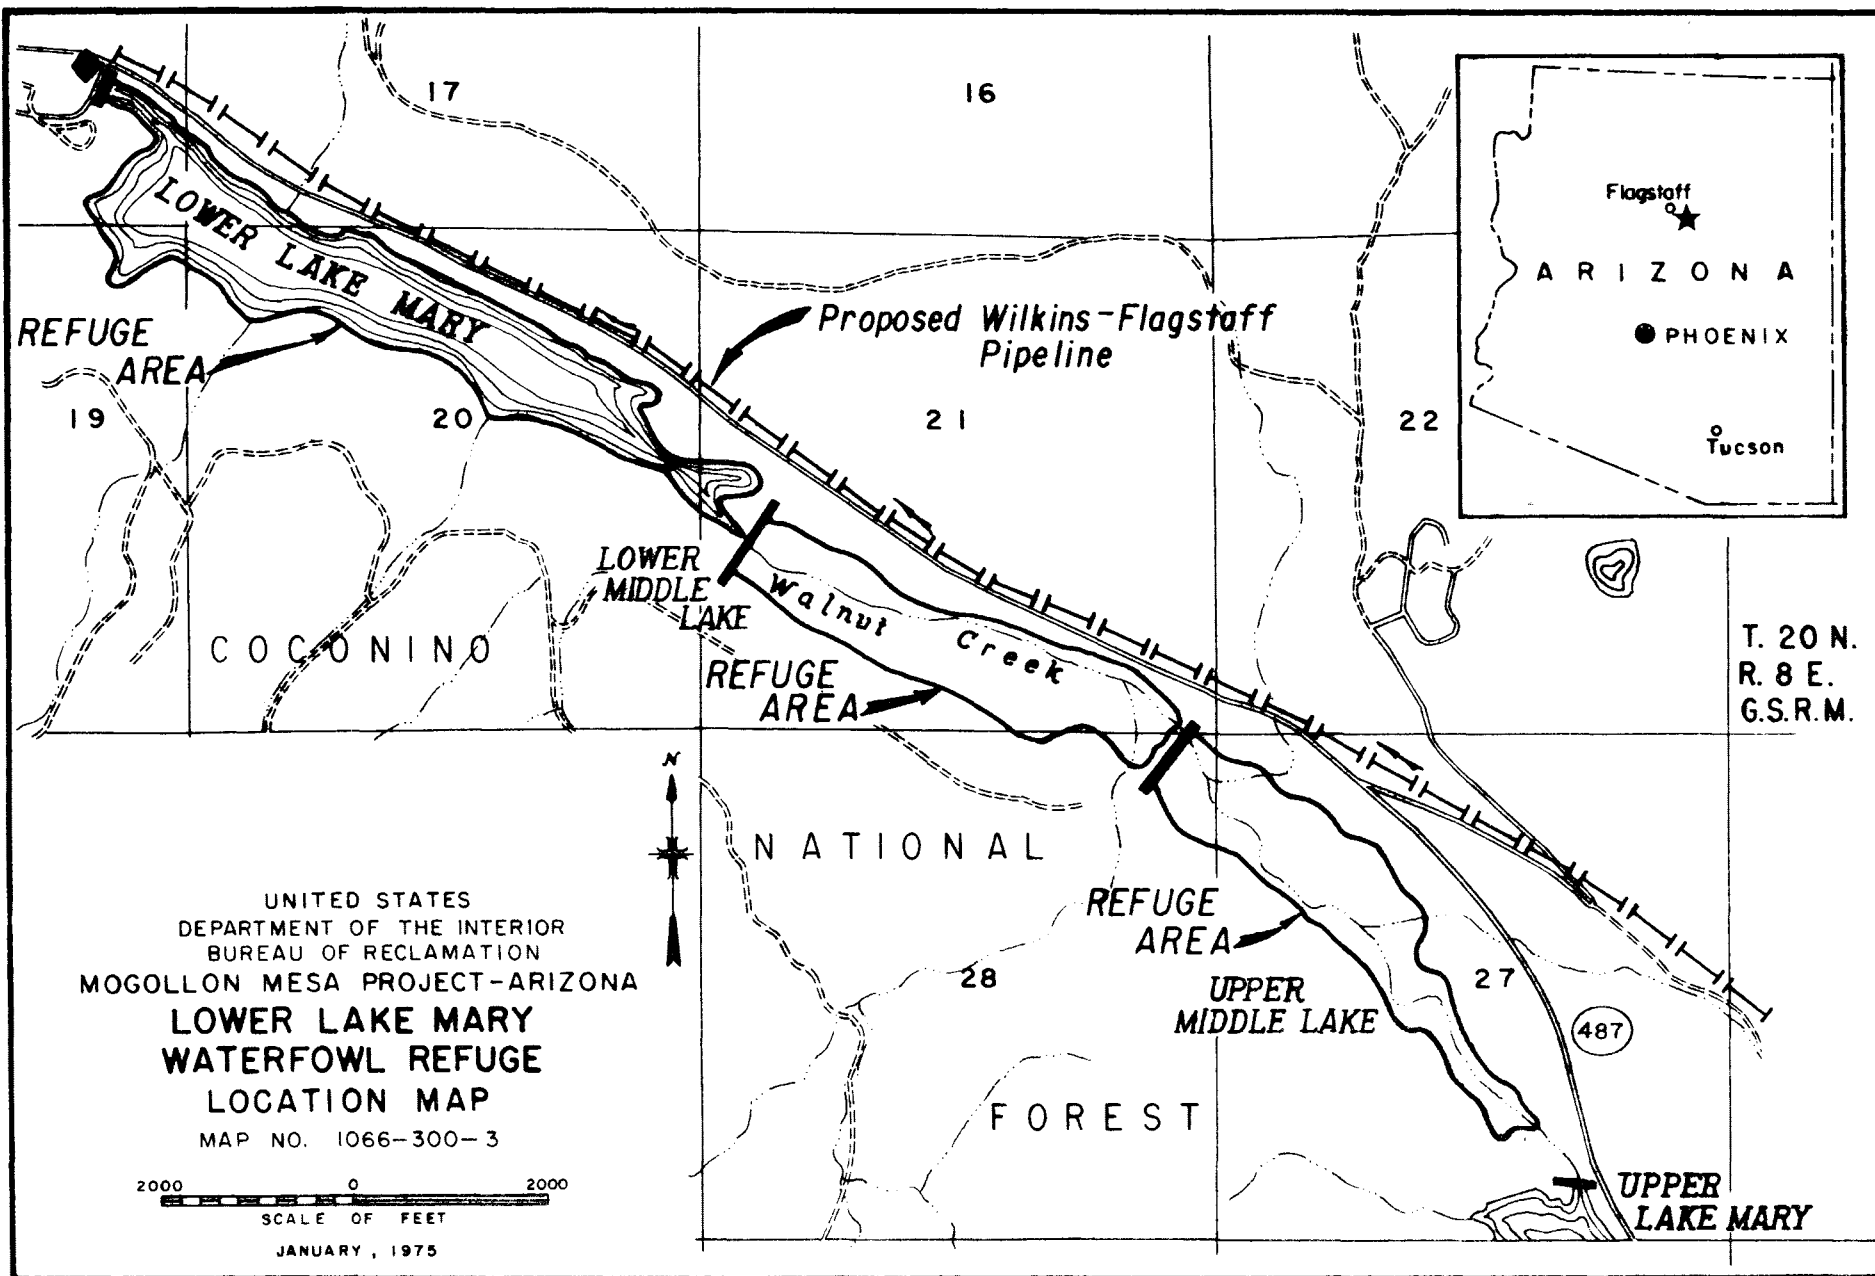 17
16
Flagstaff
ARIZONA
PHOENIX
Tucson
LOWER LAKE MARY
REFUGE
AREA
Proposed Wilkins-Flagstaff
Pipeline
19
20
21
22
LOWER
MIDDLE
LAKE
Walnut Creek
COCONINO
REFUGE
AREA
T. 20 N.
R. 8 E.
G.S.R.M.
N
NATIONAL
REFUGE
AREA
28
27
UPPER
MIDDLE LAKE
487
FOREST
UPPER
LAKE MARY
UNITED STATES
DEPARTMENT OF THE INTERIOR
BUREAU OF RECLAMATION
MOGOLLON MESA PROJECT-ARIZONA
LOWER LAKE MARY
WATERFOWL REFUGE
LOCATION MAP
MAP NO. 1066-300-3
2000 0 2000
SCALE OF FEET
JANUARY, 1975